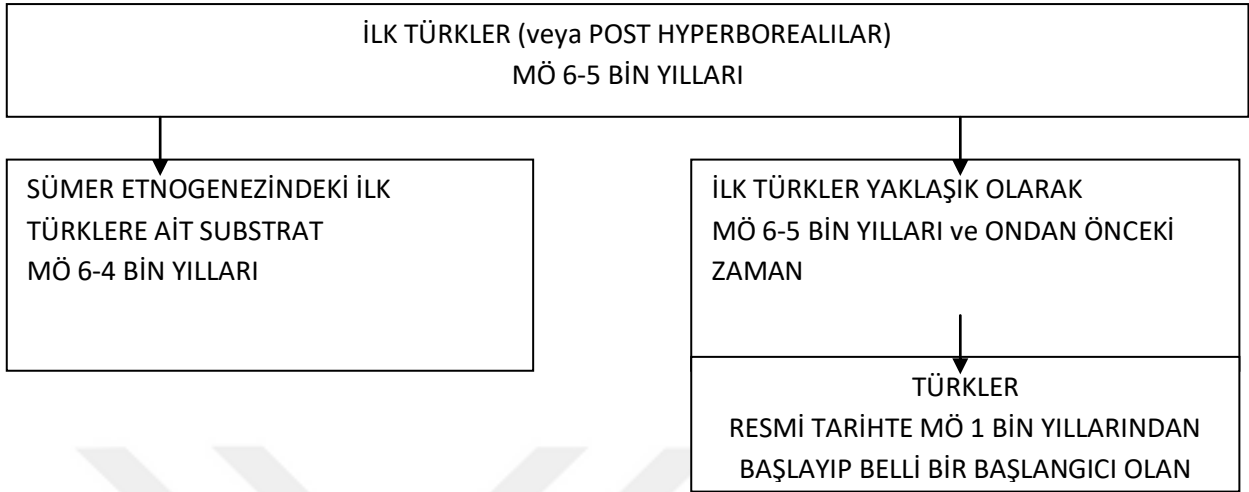 İLK TÜRKLER (veya POST HYPERBOREALILAR)
MÖ 6-5 BİN YILLARI
SÜMER ETNOGENEZİNDEKİ İLK
TÜRKLERE AİT SUBSTRAT
MÖ 6-4 BİN YILLARI
İLK TÜRKLER YAKLAŞIK OLARAK
MÖ 6-5 BİN YILLARI ve ONDAN ÖNCEKİ
ZAMAN
TÜRKLER
RESMİ TARİHTE MÖ 1 BİN YILLARINDAN
BAŞLAYIP BELLİ BİR BAŞLANGICI OLAN